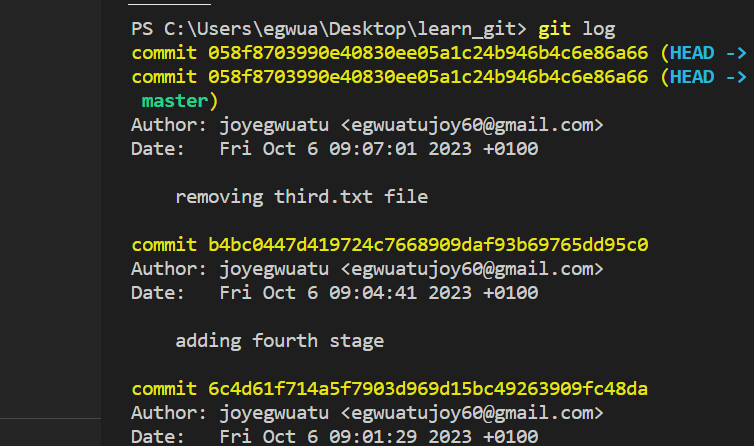 PS C:\Users\egwua\Desktop\learn_git> git log
commit 058f8703990e40830ee05a1c24b946b4c6e86a66 (HEAD ->
commit 058f8703990e40830ee05a1c24b946b4c6e86a66 (HEAD ->
 master)
Author: joyegwuatu <egwuatujoy60@gmail.com>
Date:   Fri Oct 6 09:07:01 2023 +0100
    removing third.txt file
commit b4bc0447d419724c7668909daf93b69765dd95c0
Author: joyegwuatu <egwuatujoy60@gmail.com>
Date:   Fri Oct 6 09:04:41 2023 +0100
    adding fourth stage
commit 6c4d61f714a5f7903d969d15bc49263909fc48da
Author: joyegwuatu <egwuatujoy60@gmail.com>
Date:   Fri Oct 6 09:01:29 2023 +0100